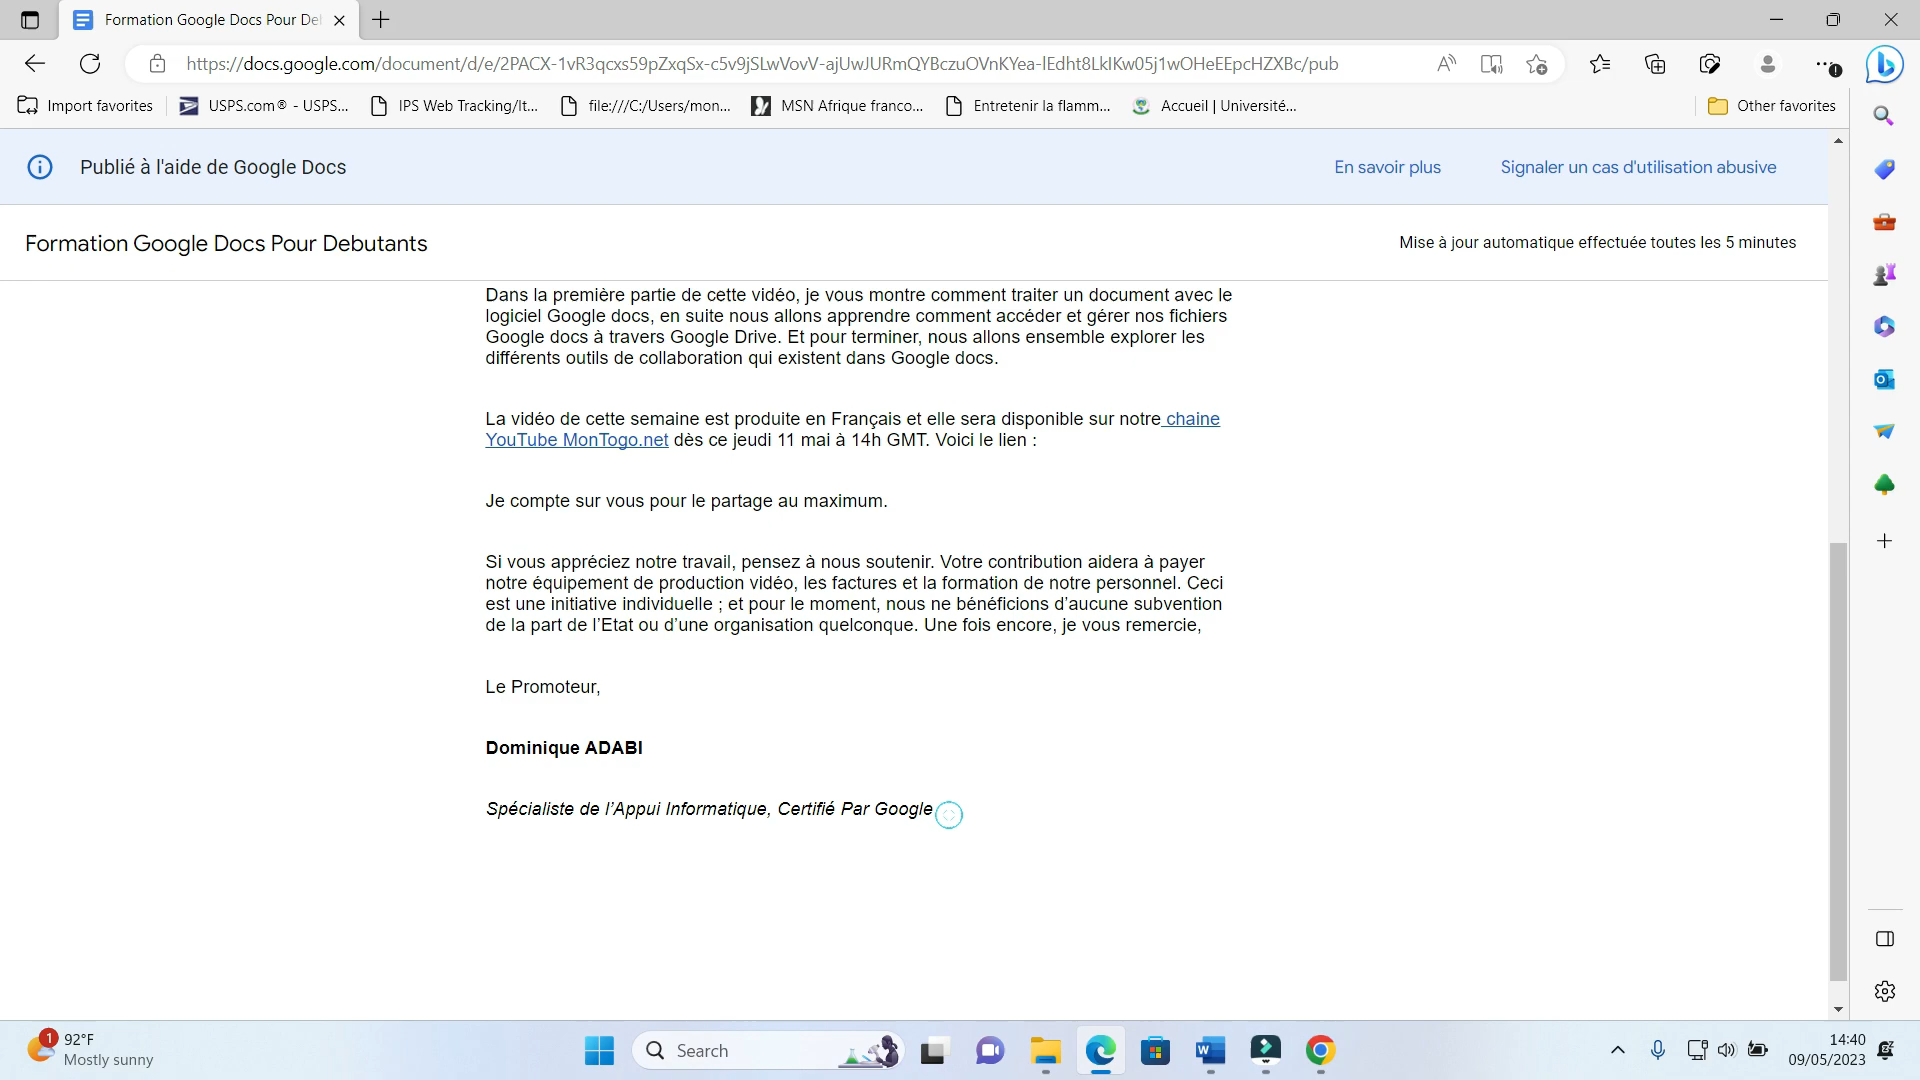 Formation Google Docs Pour De
https://docs.google.com/document/d/e/2PACX-1vR3qcxs59pZxqSx-c5v9jSLwVovV-ajUwJURmQYBczuOVnKYea-lEdht8LklKw05j1wOHeEEpcHZXBc/pub
Import favorites USPS.com® - USPS... IPS Web Tracking/It... file:///C:/Users/mon... MSN Afrique franco... Entretenir la flamm... Accueil | Université... Other favorites
Publié à l'aide de Google Docs En savoir plus Signaler un cas d'utilisation abusive
Formation Google Docs Pour Debutants Mise à jour automatique effectuée toutes les 5 minutes
Dans la première partie de cette vidéo, je vous montre comment traiter un document avec le
logiciel Google docs, en suite nous allons apprendre comment accéder et gérer nos fichiers
Google docs à travers Google Drive. Et pour terminer, nous allons ensemble explorer les
différents outils de collaboration qui existent dans Google docs.
La vidéo de cette semaine est produite en Français et elle sera disponible sur notre chaine
YouTube MonTogo.net dès ce jeudi 11 mai à 14h GMT. Voici le lien :
Je compte sur vous pour le partage au maximum.
Si vous appréciez notre travail, pensez à nous soutenir. Votre contribution aidera à payer
notre équipement de production vidéo, les factures et la formation de notre personnel. Ceci
est une initiative individuelle ; et pour le moment, nous ne bénéficions d’aucune subvention
de la part de l’Etat ou d’une organisation quelconque. Une fois encore, je vous remercie,
Le Promoteur,
Dominique ADABI
Spécialiste de l’Appui Informatique, Certifié Par Google
1
92°F
Mostly sunny
Search
14:40
09/05/2023